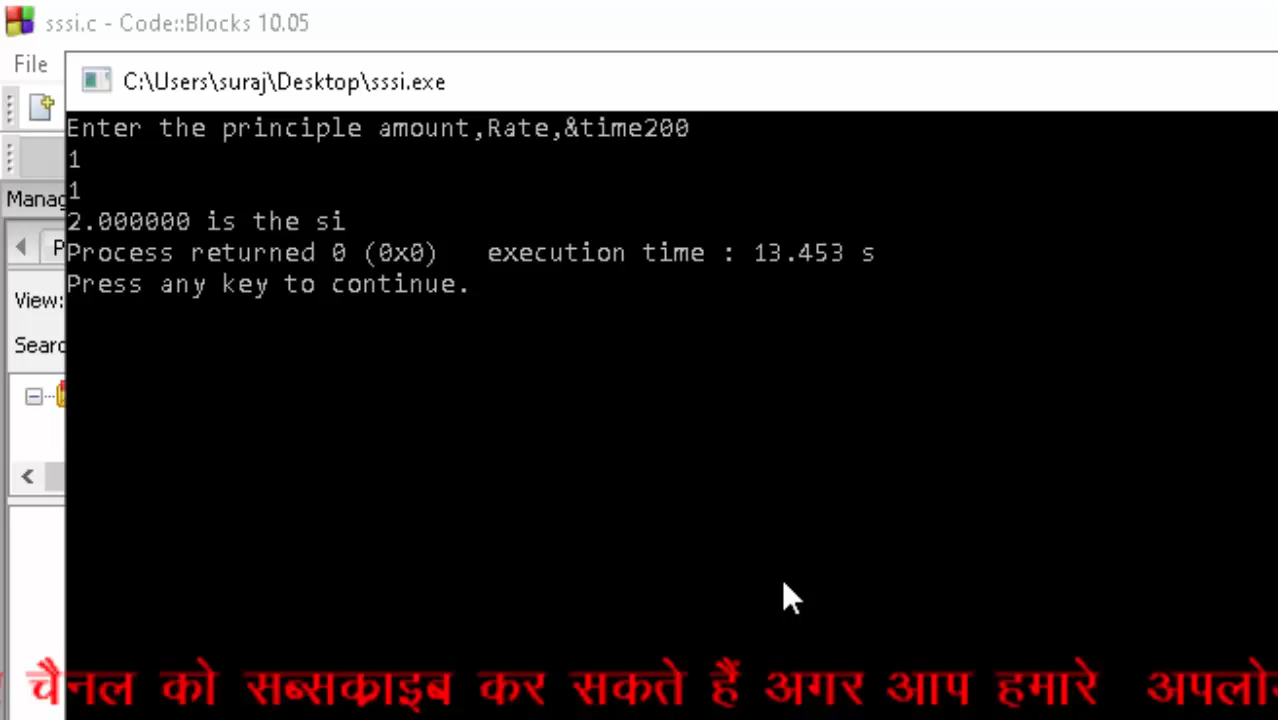 sssi.c - Code::Blocks 10.05
File
C:\Users\suraj\Desktop\sssi.exe
Enter the principle amount,Rate,&time200
1
1
Manag
2.000000 is the si
Process returned 0 (0x0) execution time : 13.453 s
Press any key to continue.
View:
Searc
चैनल को सब्सक्राइब कर सकते हैं अगर आप हमारे